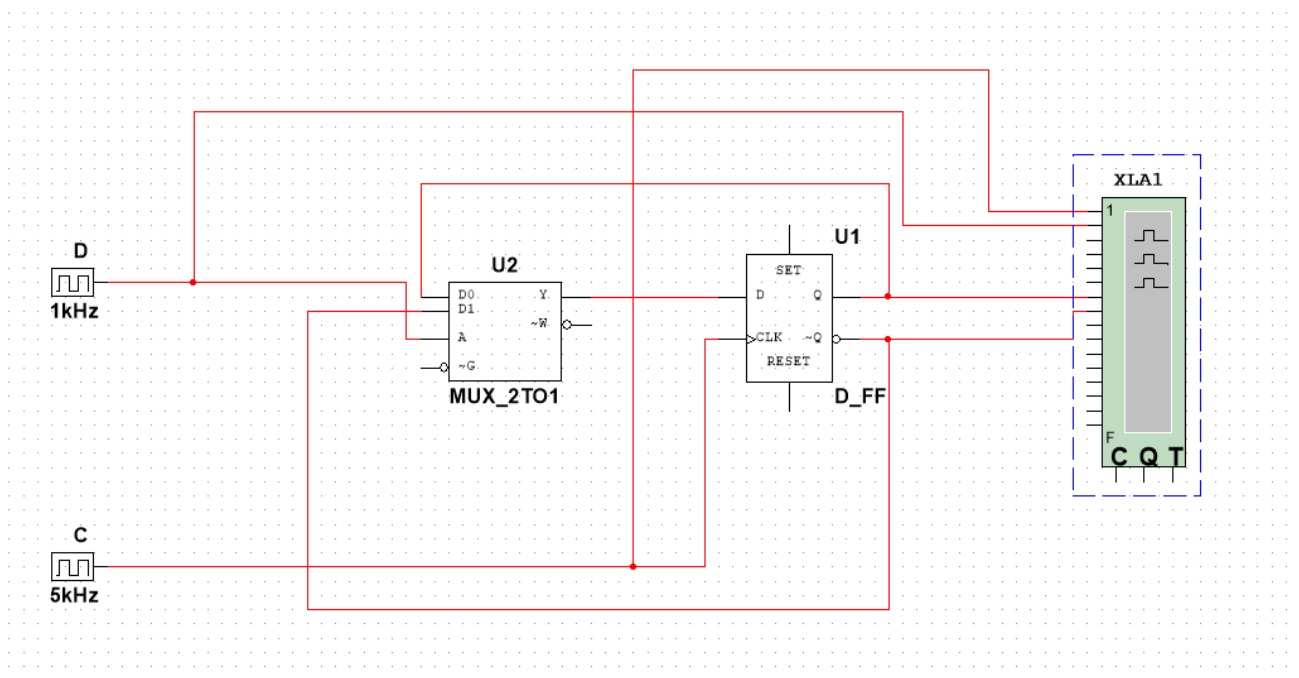 XLA1
1
D
1kHz
U2
D0
D1
Y
~W
A
~G
MUX_2TO1
U1
SET
D
Q
CLK
~Q
RESET
D_FF
F
C Q T
C
5kHz